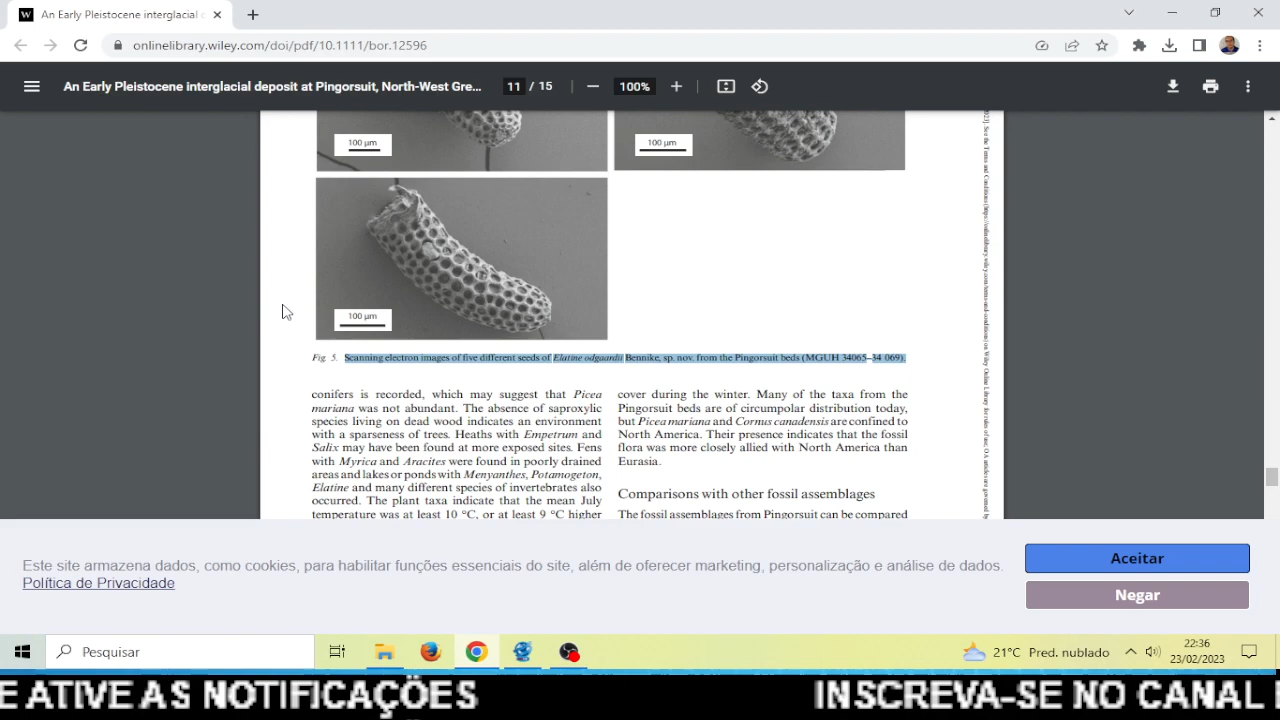 An Early Pleistocene interglacial
onlinelibrary.wiley.com/doi/pdf/10.1111/bor.12596
An Early Pleistocene interglacial deposit at Pingorsuit, North-West Gre... 11 / 15 100%
100 µm 100 µm
100 µm
Fig. 5. Scanning electron images of five different seeds of Elatine odgaardii Bennike, sp. nov. from the Pingorsuit beds (MGUH 34065–34 069).
conifers is recorded, which may suggest that Picea
mariana was not abundant. The absence of saproxylic
species living on dead wood indicates an environment
with a sparseness of trees. Heaths with Empetrum and
Salix may have been found at more exposed sites. Fens
with Myrica and Aracites were found in poorly drained
areas and lakes or ponds with Menyanthes, Potamogeton,
Elatine and many different species of invertebrates also
occurred. The plant taxa indicate that the mean July
temperature was at least 10 °C, or at least 9 °C higher
cover during the winter. Many of the taxa from the
Pingorsuit beds are of circumpolar distribution today,
but Picea mariana and Cornus canadensis are confined to
North America. Their presence indicates that the fossil
flora was more closely allied with North America than
Eurasia.
Comparisons with other fossil assemblages
The fossil assemblages from Pingorsuit can be compared
Este site armazena dados, como cookies, para habilitar funções essenciais do site, além de oferecer marketing, personalização e análise de dados.
Política de Privacidade
Aceitar
Negar
Pesquisar
21°C Pred. nublado
22:36
23/02/2023
E ATIVE AS NOTIFICAÇÕES INSCREVA-SE NO CANAL